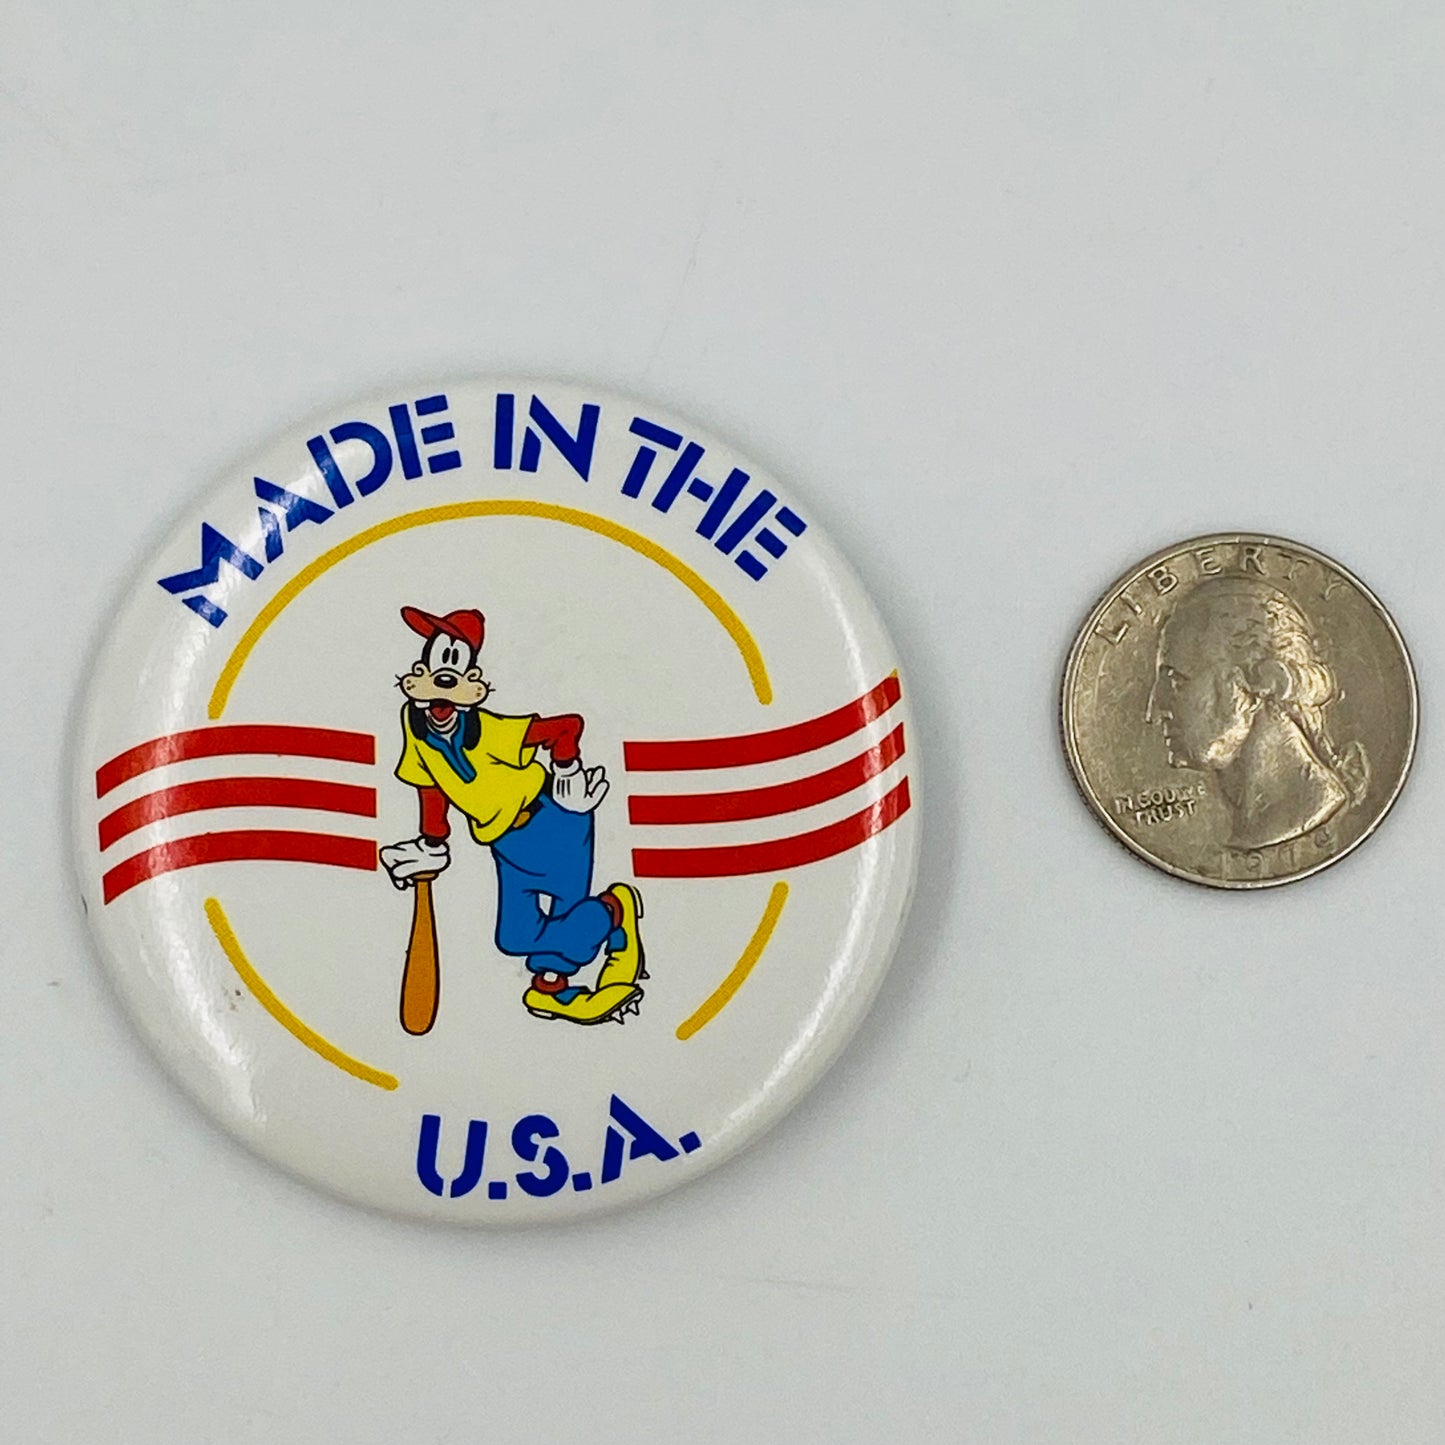 MADE IN THE
U.S.A.
LIBERTY
IN GOD WE
TRUST